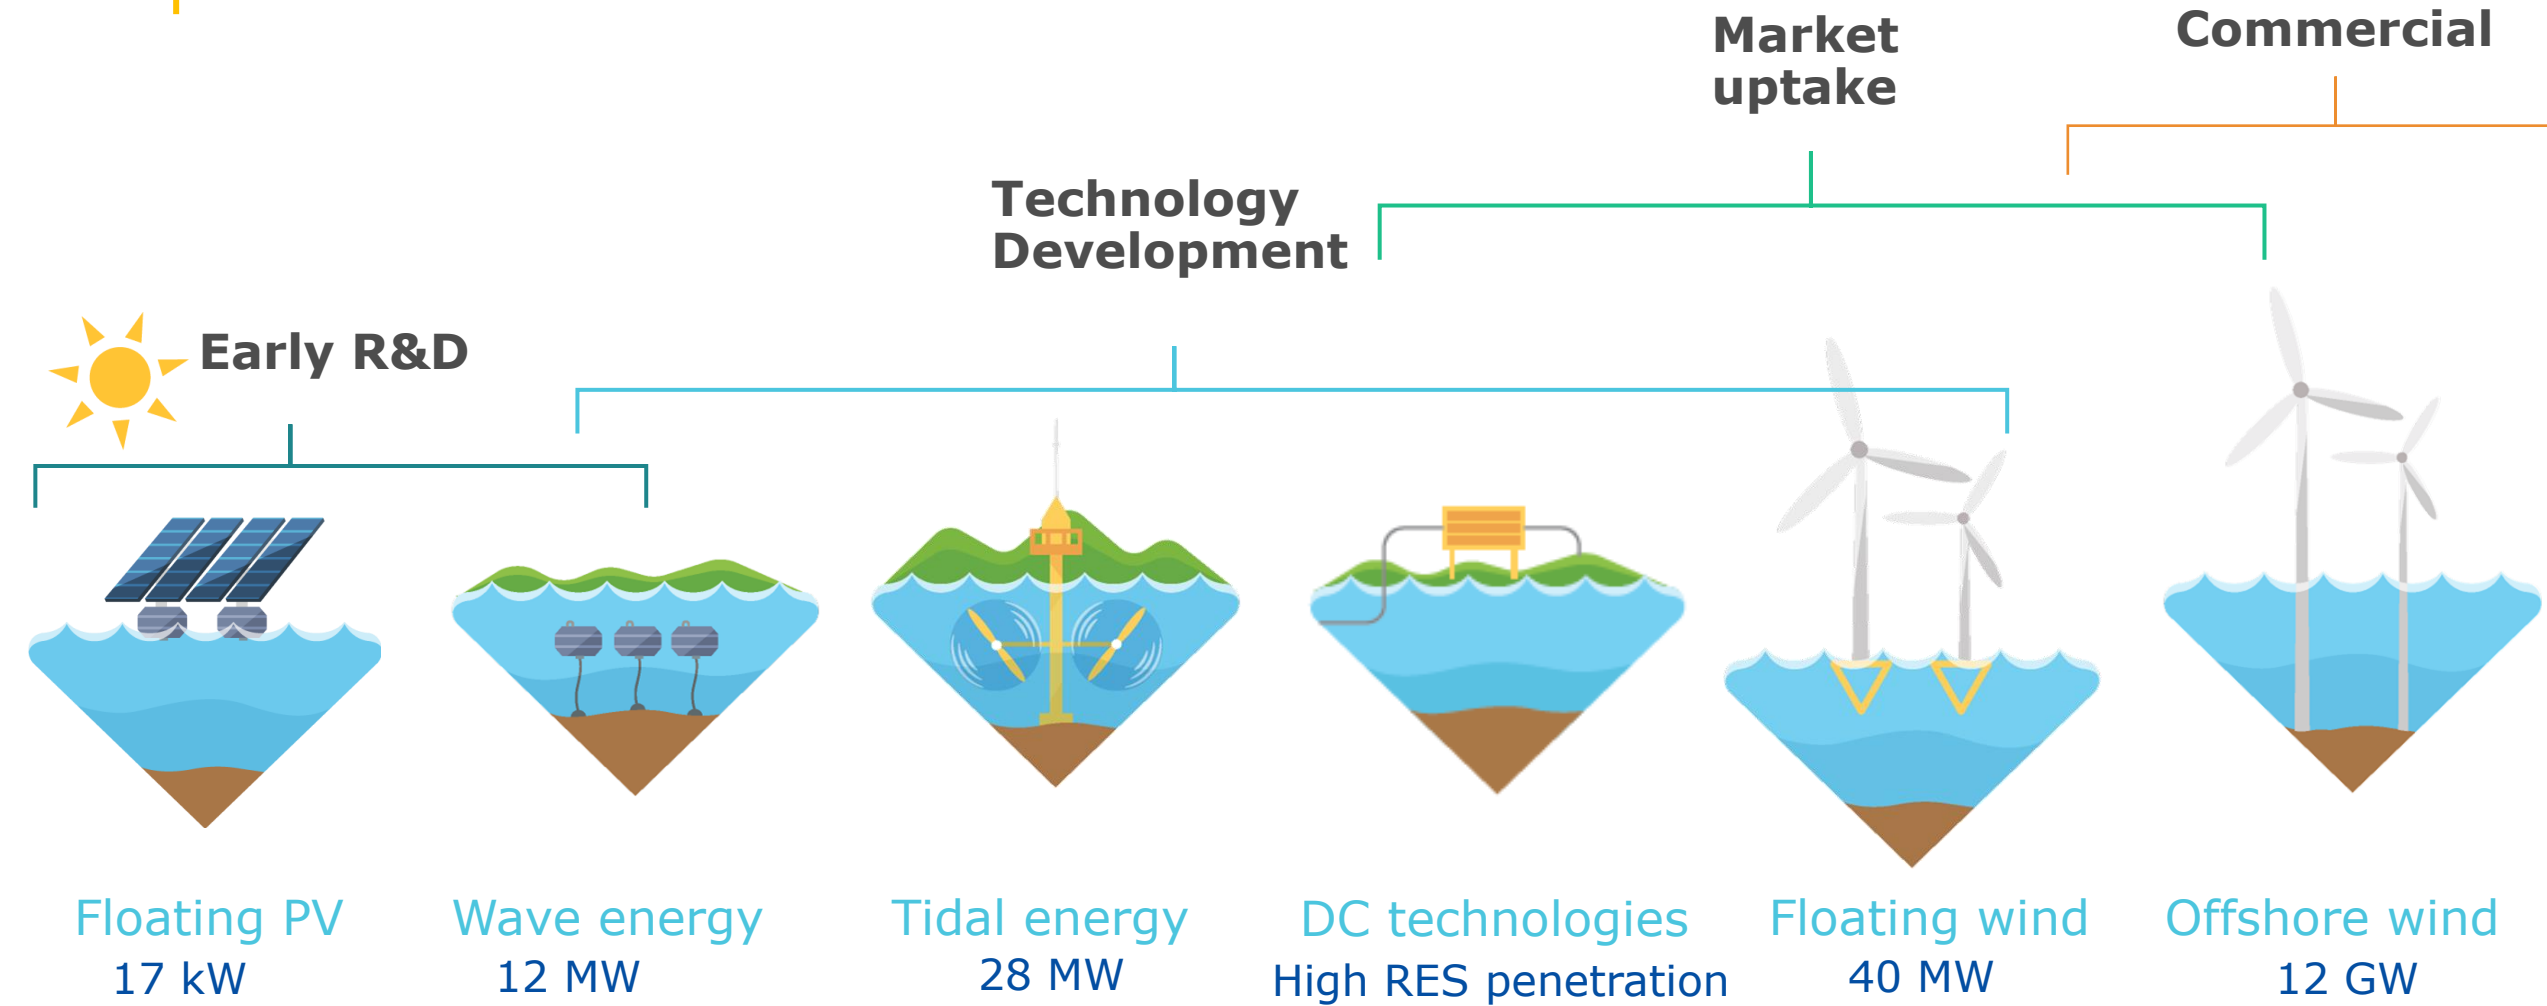 Market
uptake
Commercial
Technology
Development
Early R&D
Floating PV
17 kW
Wave energy
12 MW
Tidal energy
28 MW
DC technologies
High RES penetration
Floating wind
40 MW
Offshore wind
12 GW